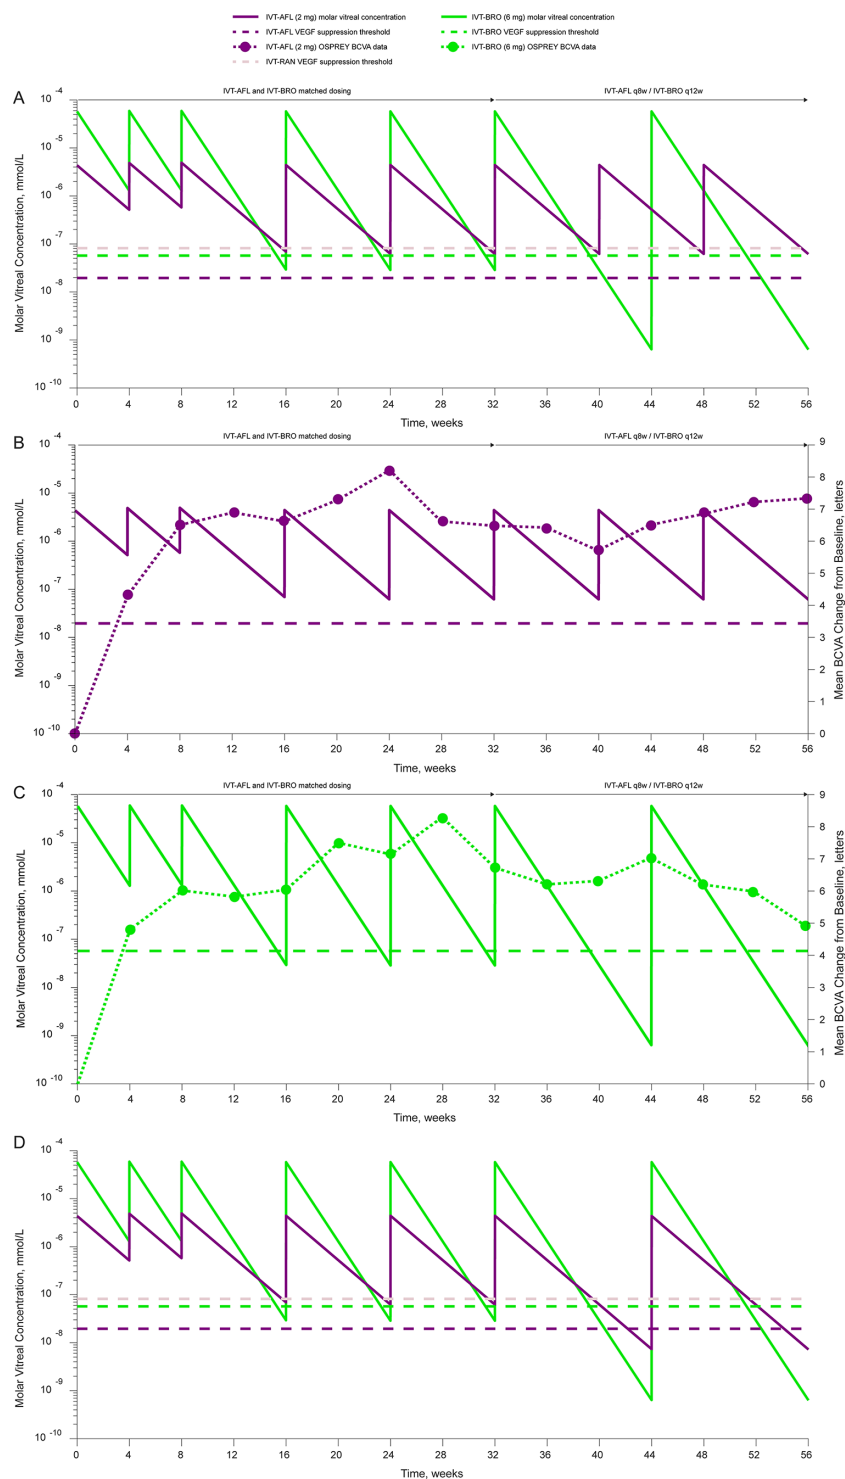 IVT-AFL (2 mg) molar vitreal concentration
IVT-BRO (6 mg) molar vitreal concentration
IVT-AFL VEGF suppression threshold
IVT-BRO VEGF suppression threshold
IVT-AFL (2 mg) OSPREY BCVA data
IVT-BRO (6 mg) OSPREY BCVA data
IVT-RAN VEGF suppression threshold
A
IVT-AFL and IVT-BRO matched dosing
IVT-AFL q8w / IVT-BRO q12w
Molar Vitreal Concentration, mmol/L
10 -4
10 -5
10 -6
10 -7
10 -8
10 -9
10 -10
0 4 8 12 16 20 24 28 32 36 40 44 48 52 56
Time, weeks
B
IVT-AFL and IVT-BRO matched dosing
IVT-AFL q8w / IVT-BRO q12w
Molar Vitreal Concentration, mmol/L
10 -4
10 -5
10 -6
10 -7
10 -8
10 -9
10 -10
9
8
7
6
5
4
3
2
1
0
Mean BCVA Change from Baseline, letters
0 4 8 12 16 20 24 28 32 36 40 44 48 52 56
Time, weeks
C
IVT-AFL and IVT-BRO matched dosing
IVT-AFL q8w / IVT-BRO q12w
Molar Vitreal Concentration, mmol/L
10 -4
10 -5
10 -6
10 -7
10 -8
10 -9
10 -10
9
8
7
6
5
4
3
2
1
0
Mean BCVA Change from Baseline, letters
0 4 8 12 16 20 24 28 32 36 40 44 48 52 56
Time, weeks
D
Molar Vitreal Concentration, mmol/L
10 -4
10 -5
10 -6
10 -7
10 -8
10 -9
10 -10
0 4 8 12 16 20 24 28 32 36 40 44 48 52 56
Time, weeks